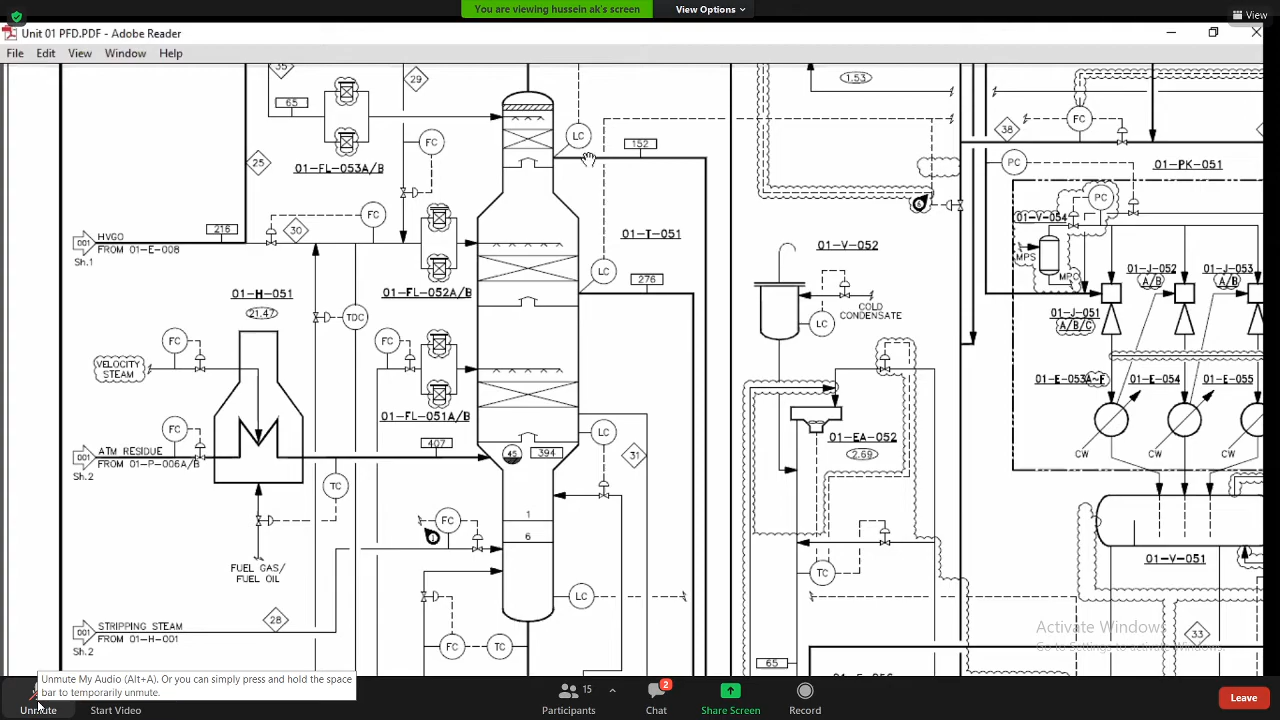 You are viewing hussein ak's screen
View Options
View
Unit 01 PFD.PDF - Adobe Reader
File Edit View Window Help
35
29
65
FC
LC
152
1.53
38
FC
25
01-FL-053A/B
PC
01-PK-051
PC
216
FC
30
01-T-051
01-V-054
HVGO
001
FROM 01-E-008
Sh.1
01-V-052
MPS
LC
276
01-J-052
A/B
01-J-053
A/B
MPC
01-H-051
21.47
01-FL-052A/B
TDC
COLD
CONDENSATE
LC
01-J-051
A/B/C
FC
FC
VELOCITY
STEAM
01-E-053A~F
01-E-054
01-E-055
01-FL-051A/B
FC
407
LC
01-EA-052
2.69
ATM RESIDUE
001
FROM 01-P-006A/B
Sh.2
45
394
31
CW
CW
CW
TC
FC
1
6
01-V-051
FUEL GAS/
FUEL OIL
TC
LC
28
STRIPPING STEAM
001
FROM 01-H-001
Sh.2
FC
TC
33
65
Activate Windows
Go to Settings to activate Windows.
Unmute My Audio (Alt+A). Or you can simply press and hold the space
bar to temporarily unmute.
Unmute
Start Video
15
Participants
2
Chat
Share Screen
Record
Leave